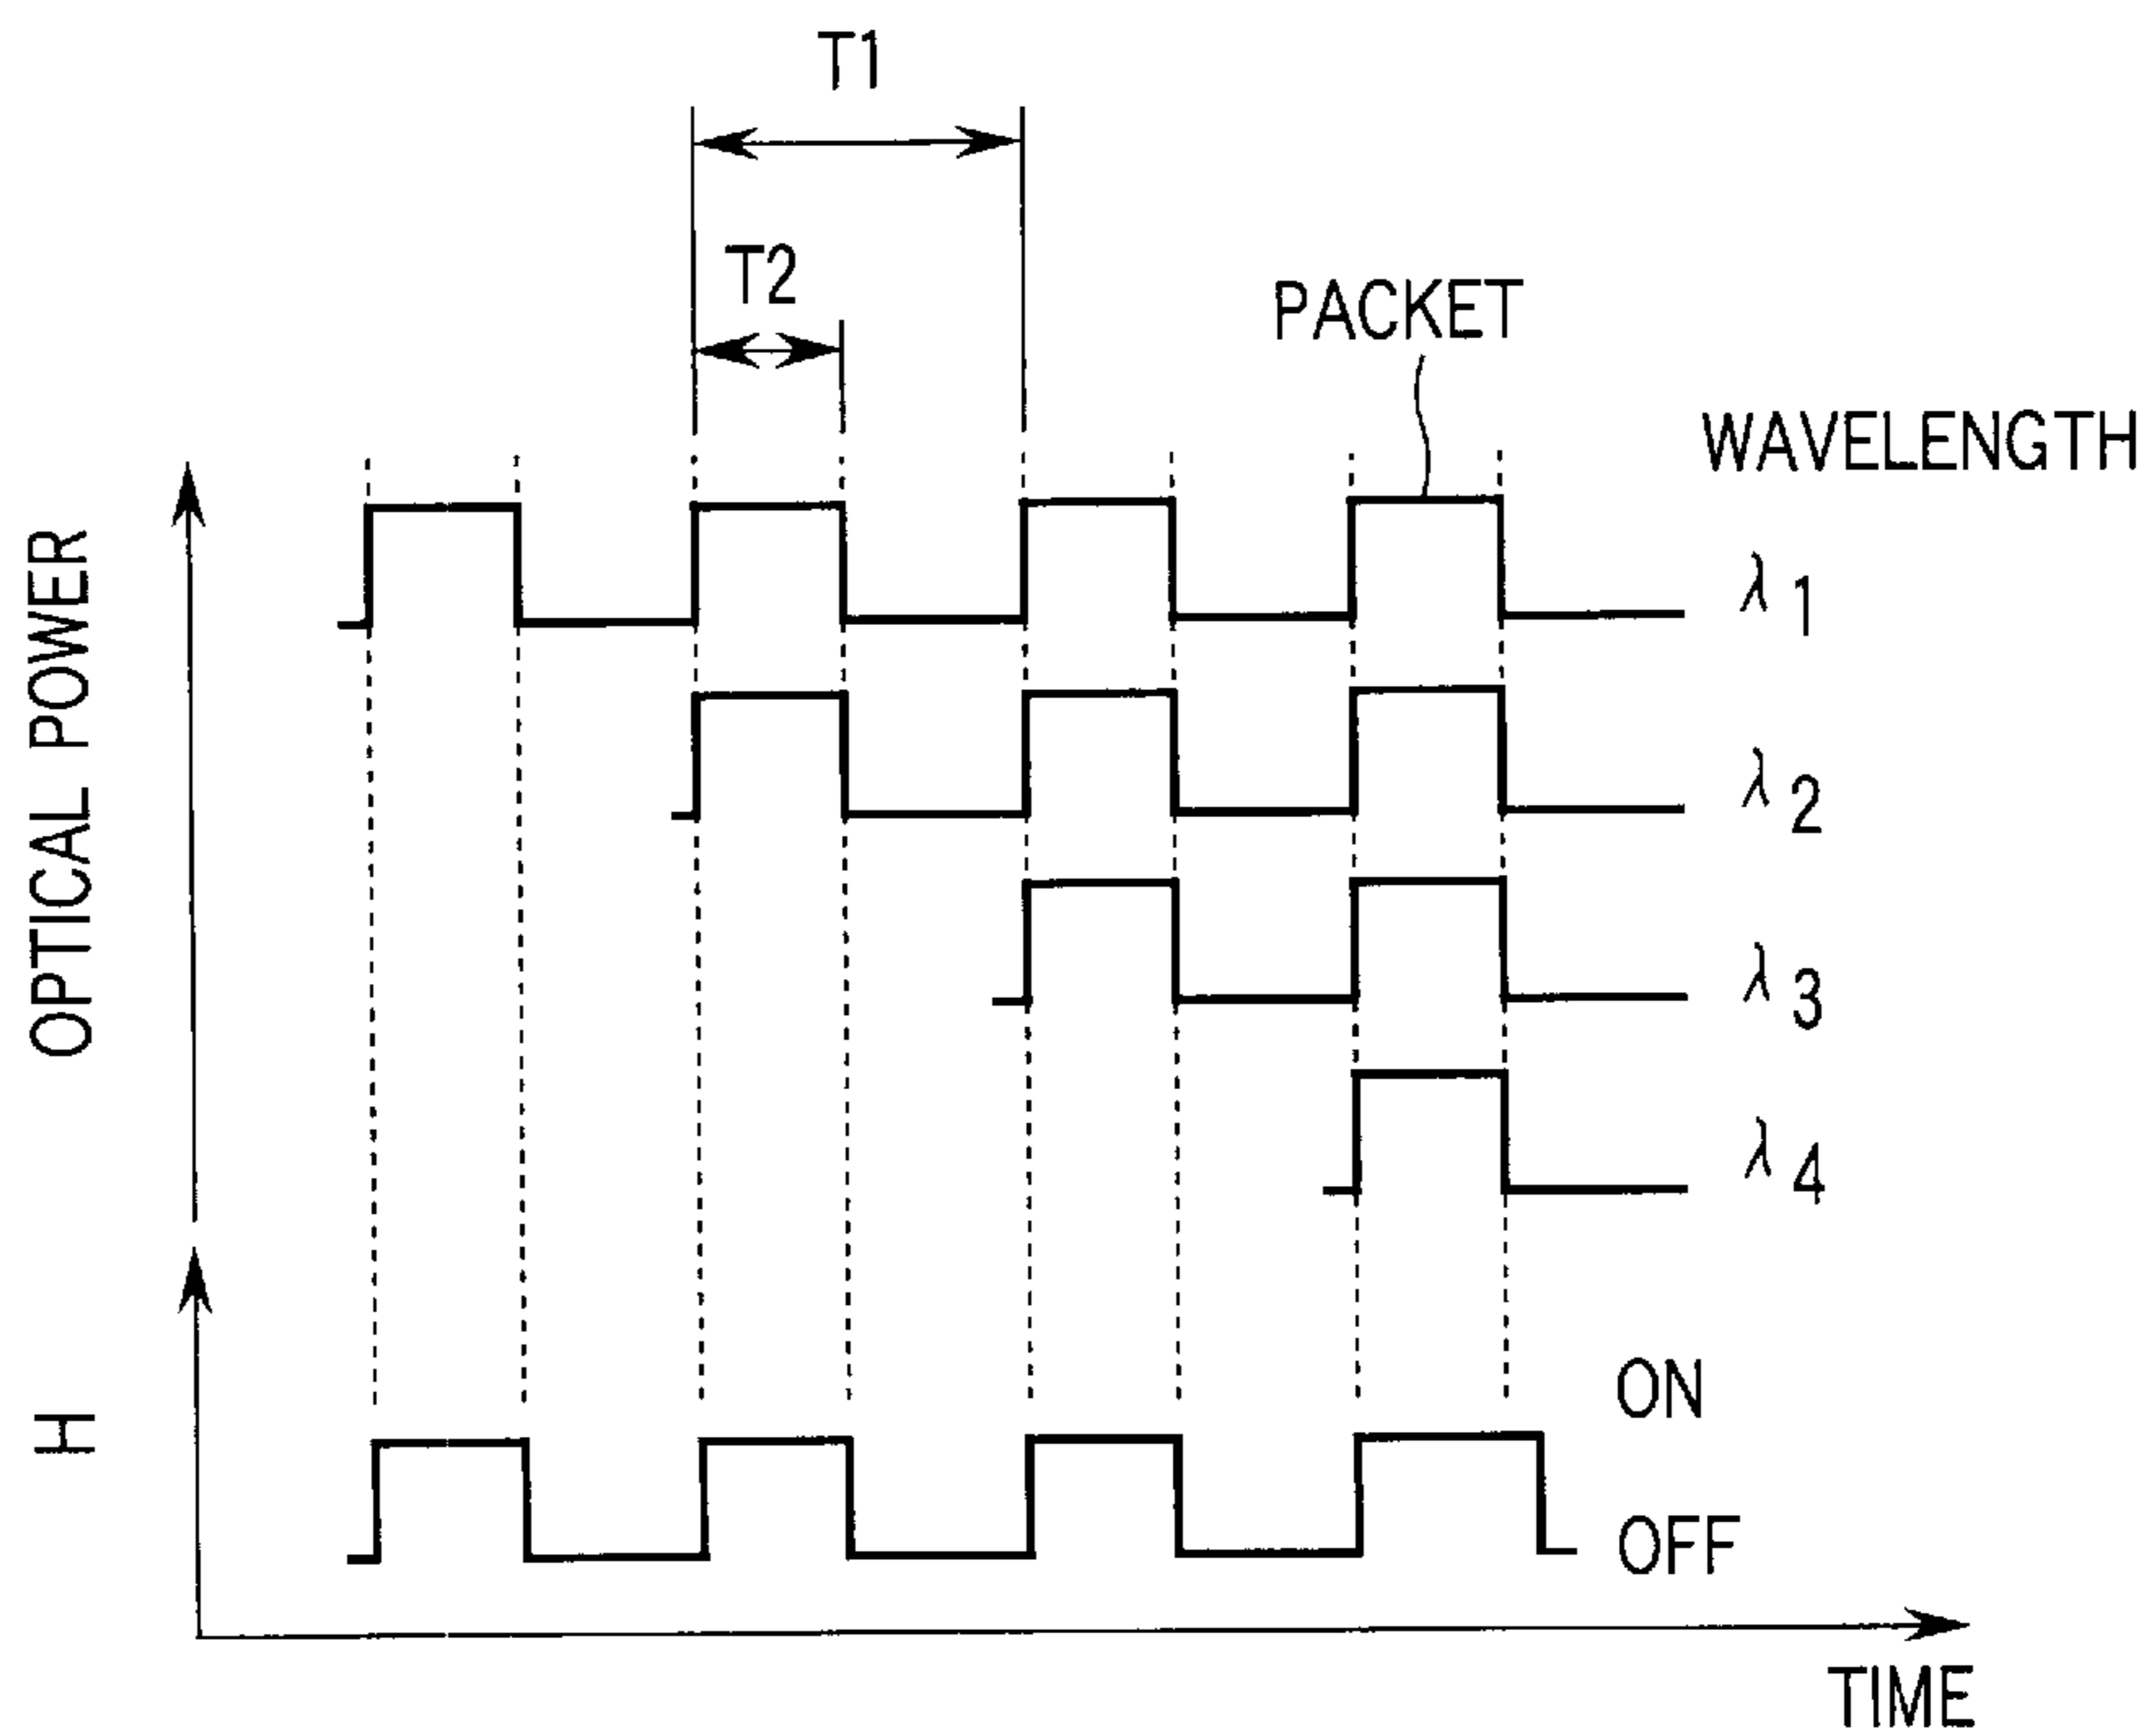 T1
T2
PACKET
WAVELENGTH
OPTICAL POWER
λ1
λ2
λ3
λ4
H
ON
OFF
TIME